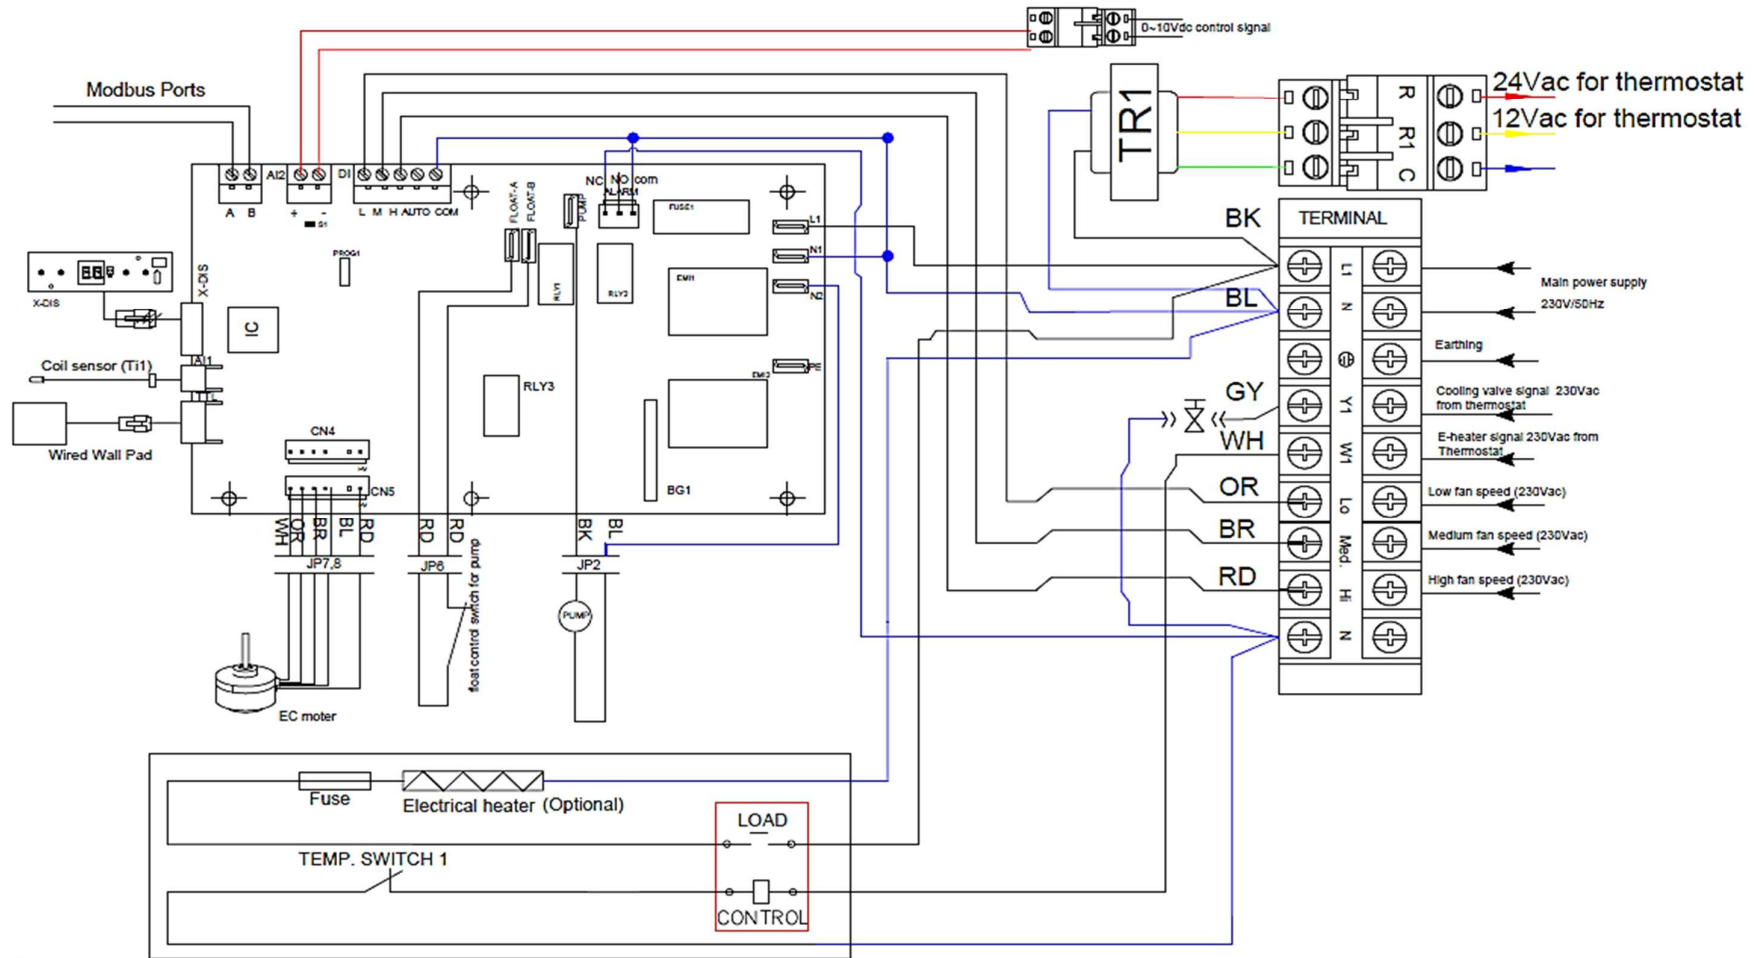 0~10Vdc control signal
Modbus Ports
TR1
R
R1
C
24Vac for thermostat
12Vac for thermostat
AI2
DI
A B
+ -
S1
L M H AUTO COM
FLOAT-A
FLOAT-B
PUMP
NC NO com
ALARM
FUSE1
L1
N1
N2
PE
PROG1
RLY1
RLY2
EMI1
EMI2
X-DIS
X-DIS
IC
AI1
Coil sensor (Ti1)
Wired Wall Pad
RLY3
CN4
CN5
BG1
WH
OR
BR
BL
RD
JP7,8
RD
RD
JP6
float control switch for pump
BK
BL
JP2
PUMP
EC moter
BK
BL
GY
WH
OR
BR
RD
TERMINAL
L1
N
Y1
W1
Lo
Med.
Hi
N
Main power supply
230V/50Hz
Earthing
Cooling valve signal 230Vac
from thermostat
E-heater signal 230Vac from
Thermostat
Low fan speed (230Vac)
Medium fan speed (230Vac)
High fan speed (230Vac)
Fuse
Electrical heater (Optional)
LOAD
TEMP. SWITCH 1
CONTROL